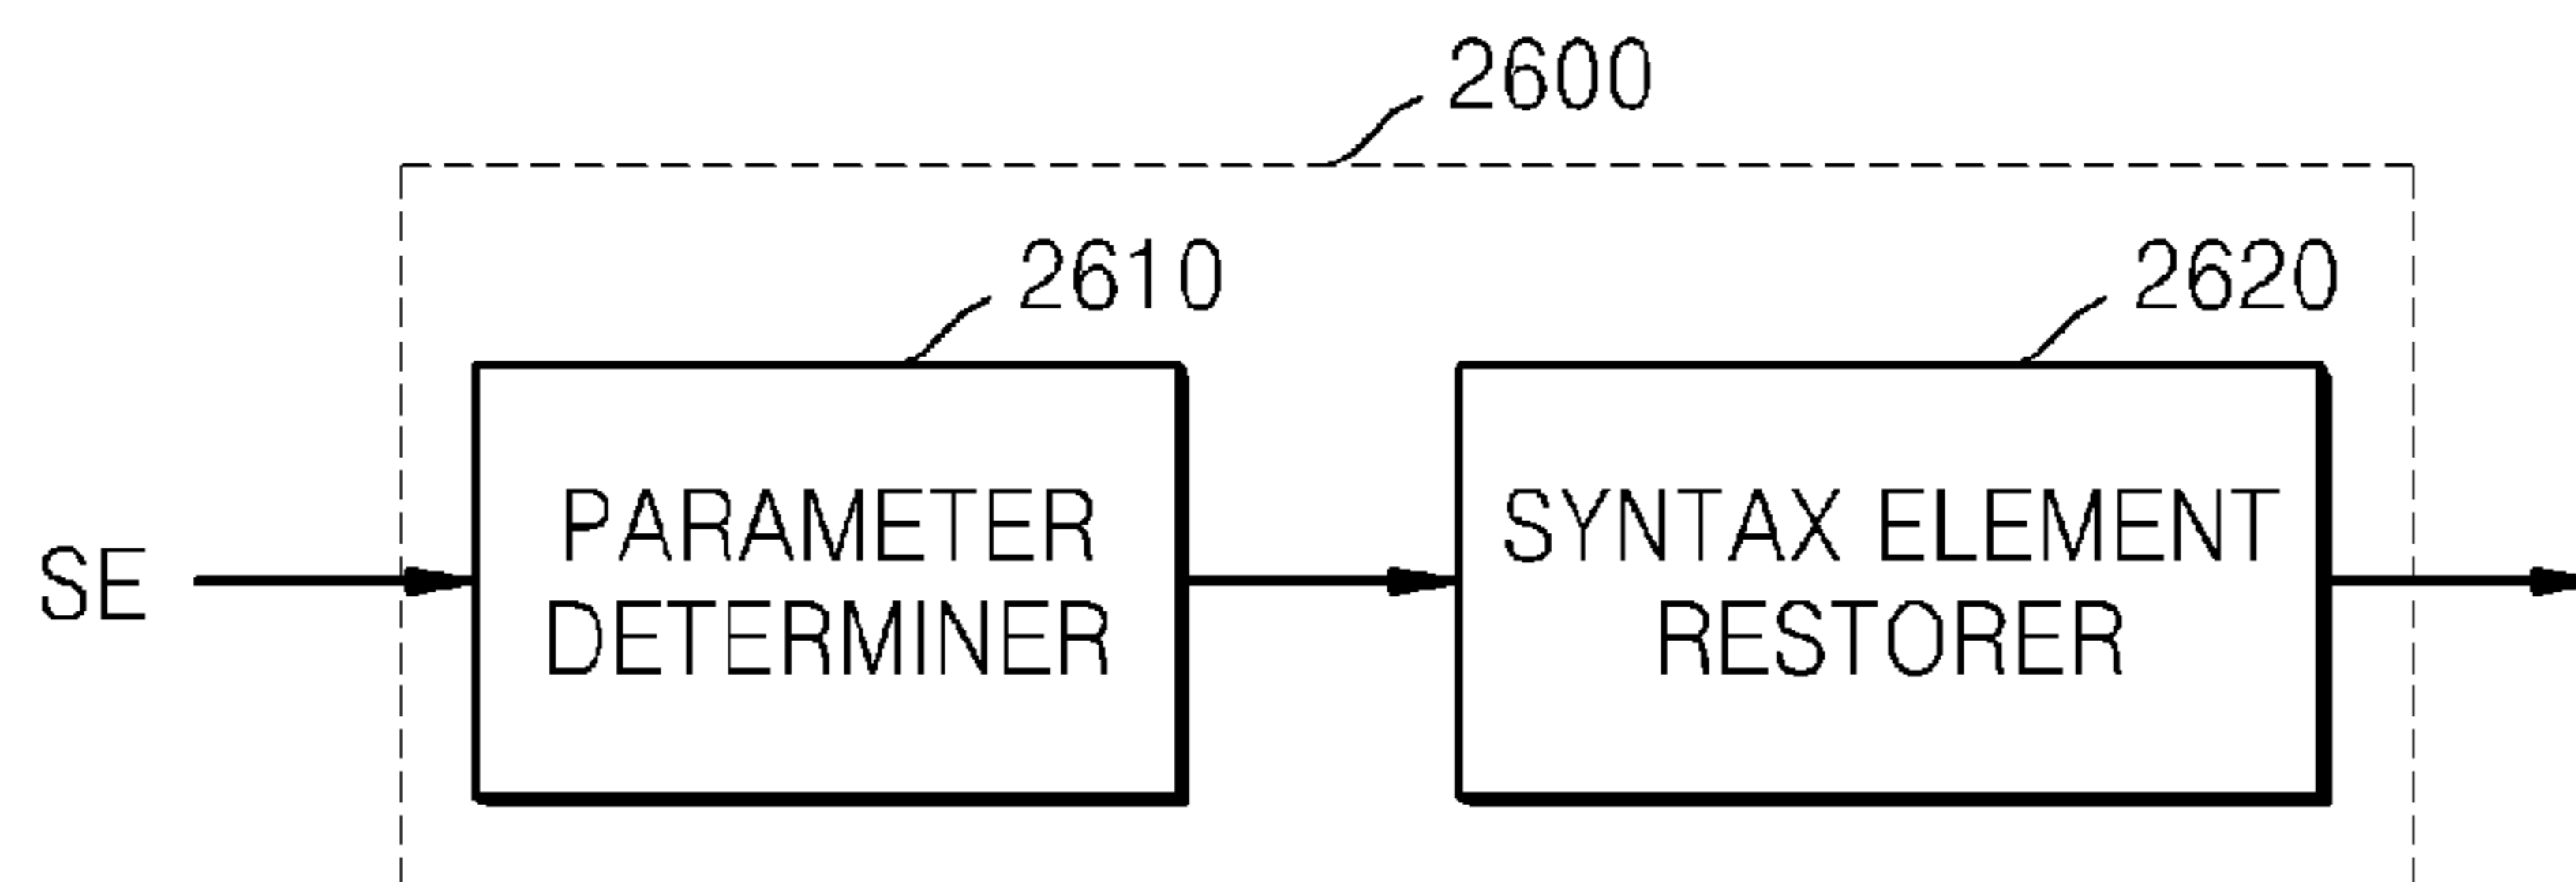 2600
2610
2620
SE
PARAMETER
DETERMINER
SYNTAX ELEMENT
RESTORER